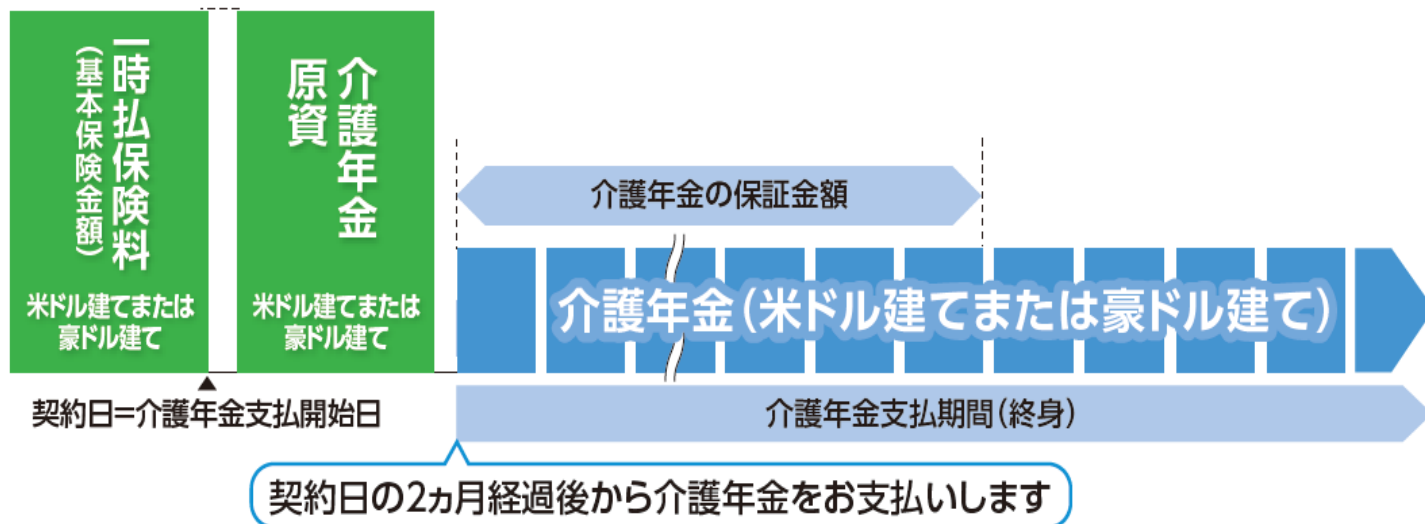 一時払保険料
(基本保険金額)
米ドル建てまたは
豪ドル建て
介護年金
原資
米ドル建てまたは
豪ドル建て
介護年金の保証金額
介護年金(米ドル建てまたは豪ドル建て)
契約日=介護年金支払開始日
介護年金支払期間(終身)
契約日の2ヵ月経過後から介護年金をお支払いします